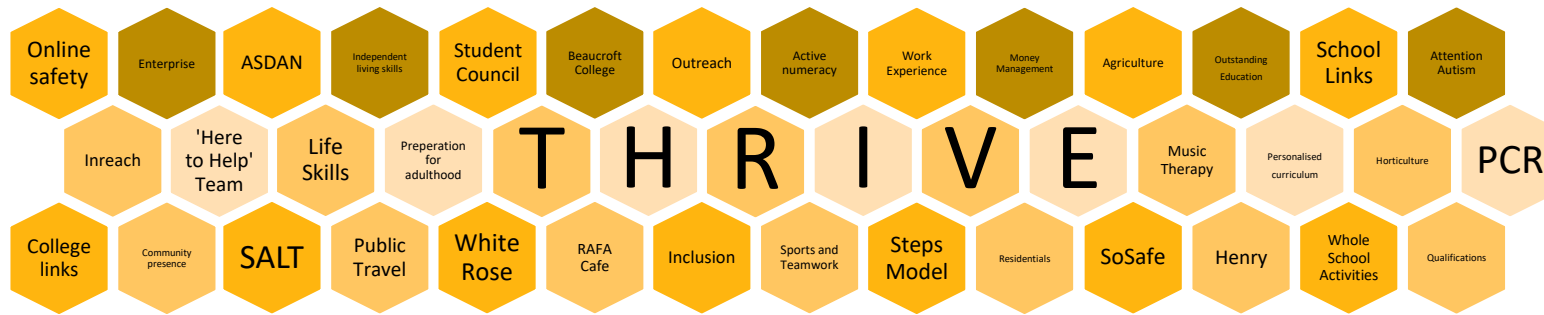 Online
safety
Enterprise
ASDAN
Independent
living skills
Student
Council
Beaucroft
College
Outreach
Active
numeracy
Work
Experience
Money
Management
Agriculture
Outstanding
Education
School
Links
Attention
Autism
Inreach
'Here
to Help'
Team
Life
Skills
Preperation
for
adulthood
T H R I V E
Music
Therapy
Personalised
curriculum
Horticulture
PCR
College
links
Community
presence
SALT
Public
Travel
White
Rose
RAFA
Cafe
Inclusion
Sports and
Teamwork
Steps
Model
Residentials
SoSafe
Henry
Whole
School
Activities
Qualifications